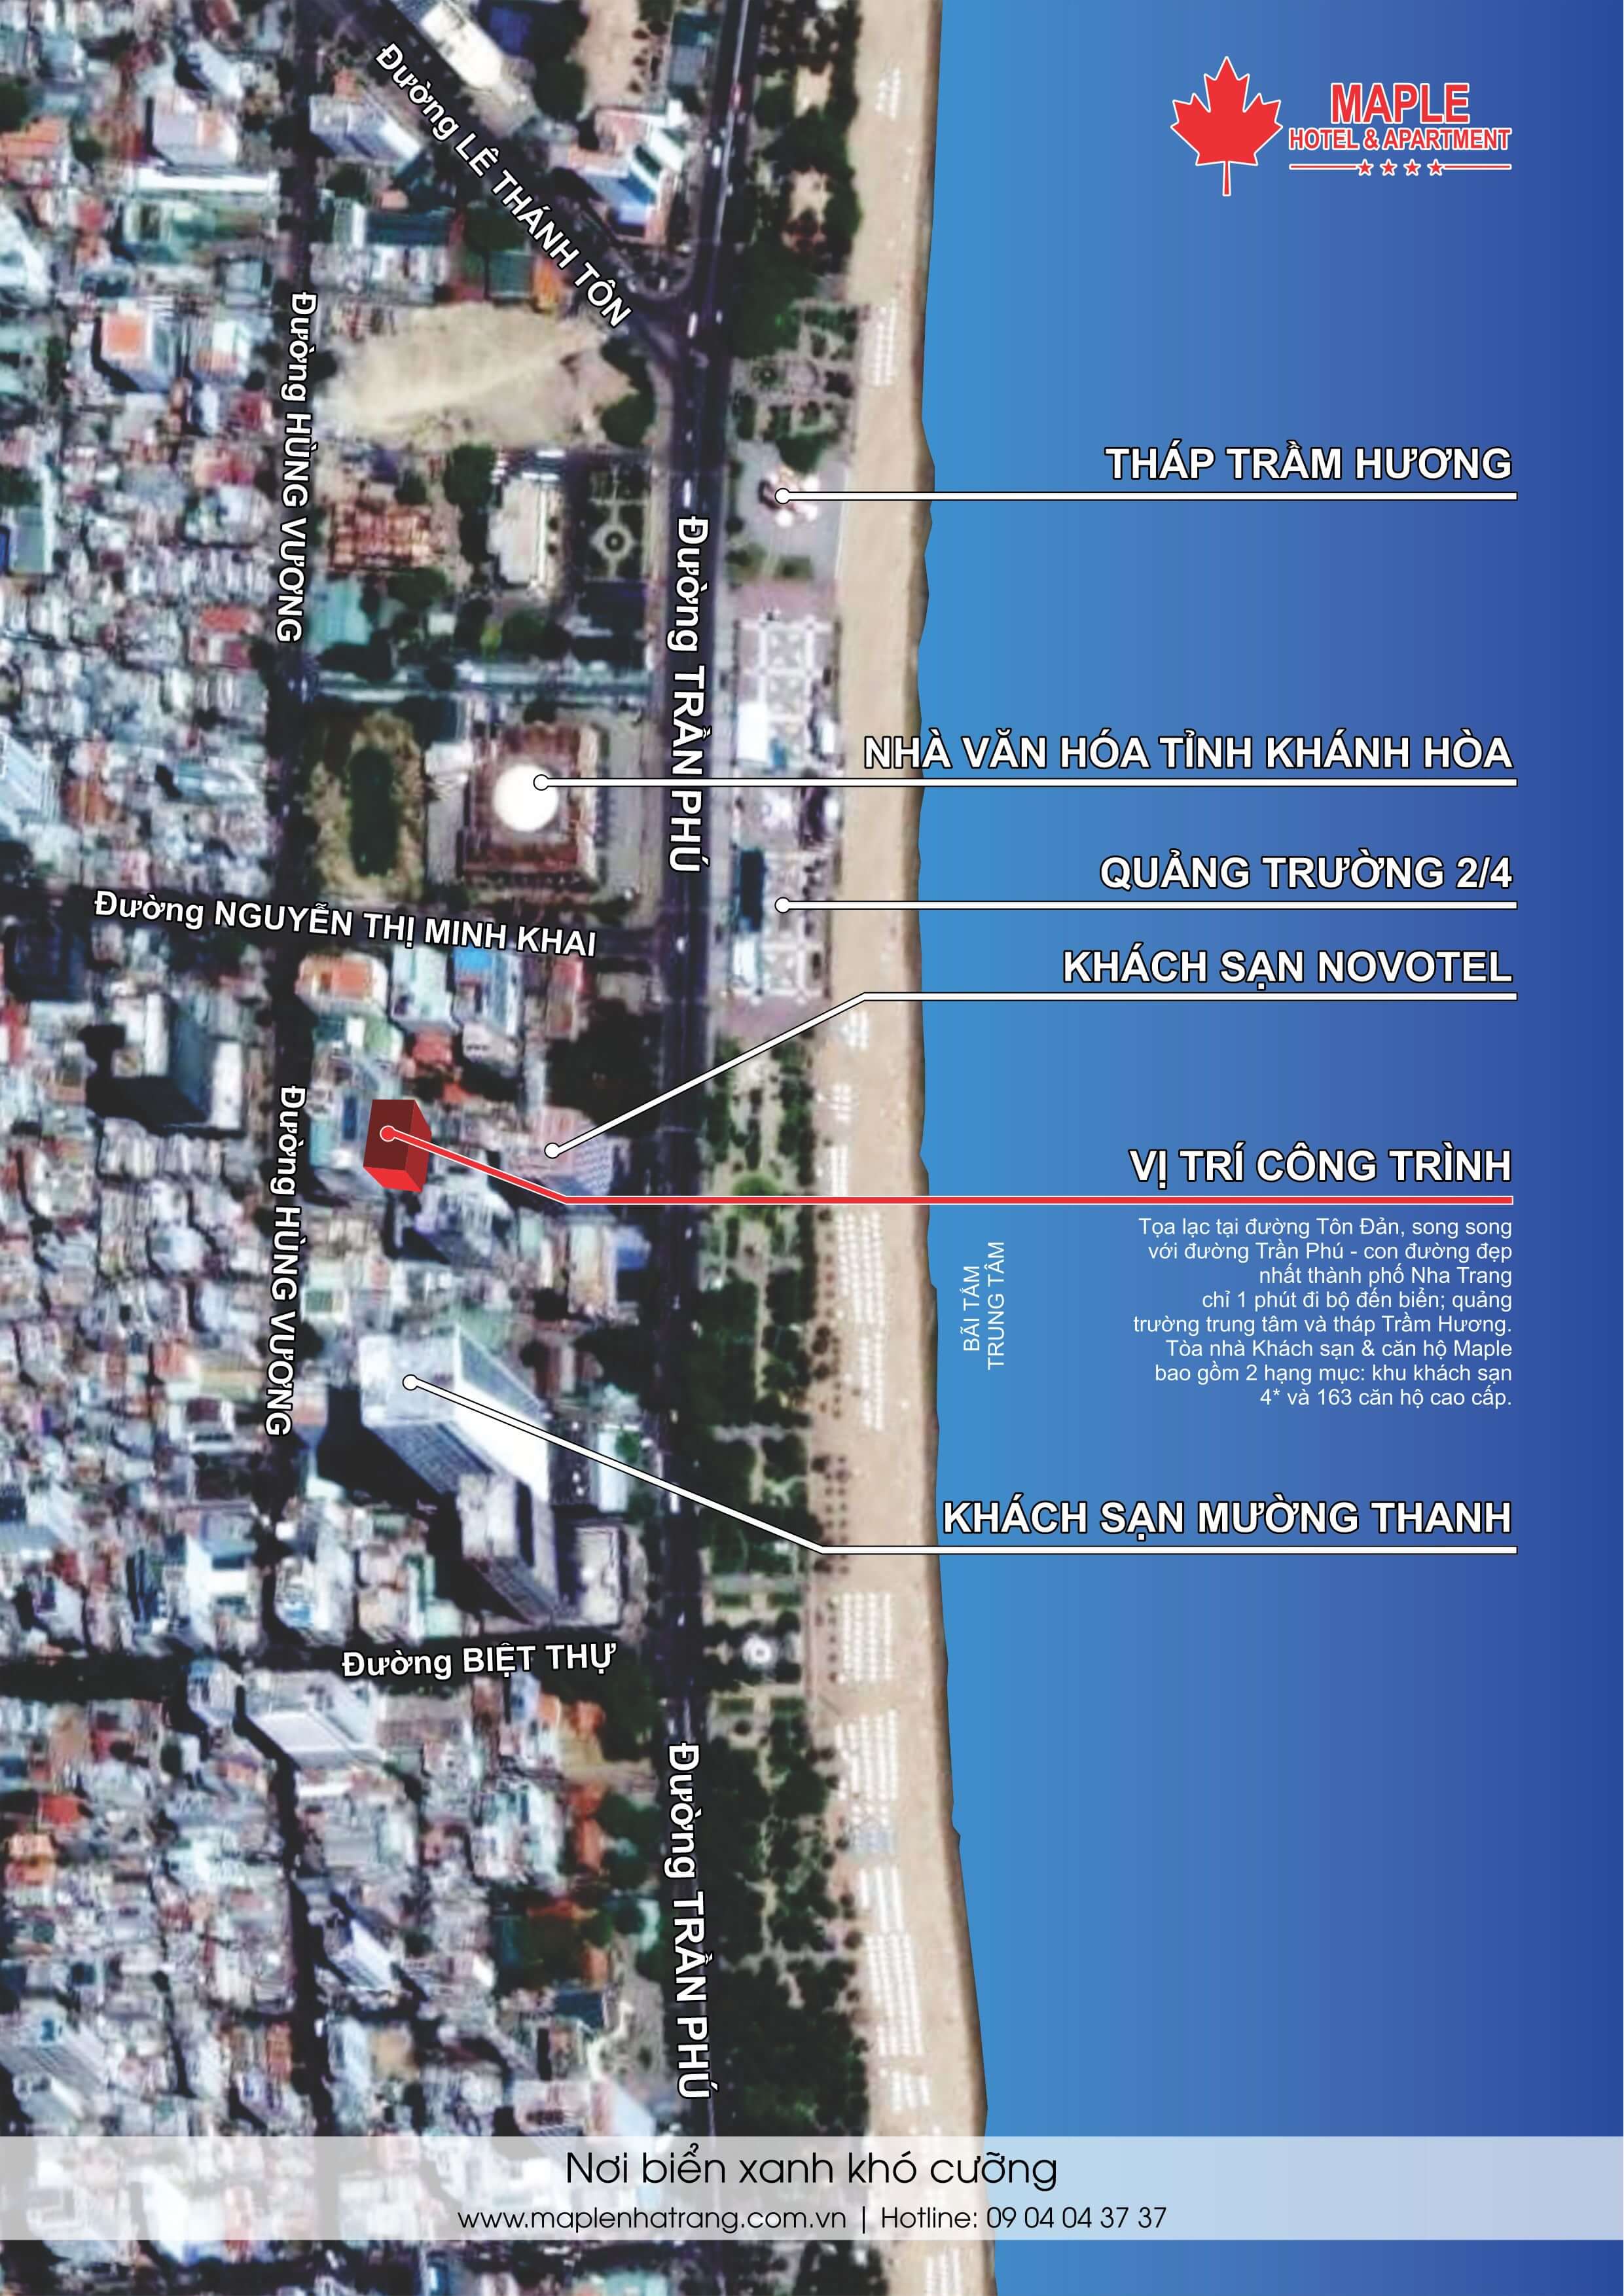 MAPLE
HOTEL & APARTMENT
Đường LÊ THÁNH TÔN
Đường HÙNG VƯƠNG
THÁP TRẦM HƯƠNG
Đường TRẦN PHÚ
NHÀ VĂN HÓA TỈNH KHÁNH HÒA
QUẢNG TRƯỜNG 2/4
Đường NGUYỄN THỊ MINH KHAI
KHÁCH SẠN NOVOTEL
Đường HÙNG VƯƠNG
VỊ TRÍ CÔNG TRÌNH
Tọa lạc tại đường Tôn Đản, song song
với đường Trần Phú - con đường đẹp
nhất thành phố Nha Trang
chỉ 1 phút đi bộ đến biển; quảng
trường trung tâm và tháp Trầm Hương.
Tòa nhà Khách sạn & căn hộ Maple
bao gồm 2 hạng mục: khu khách sạn
4* và 163 căn hộ cao cấp.
BÃI TẮM
TRUNG TÂM
KHÁCH SẠN MƯỜNG THANH
Đường BIỆT THỰ
Đường TRẦN PHÚ
Nơi biển xanh khó cưỡng
www.maplenhatrang.com.vn | Hotline: 09 04 04 37 37